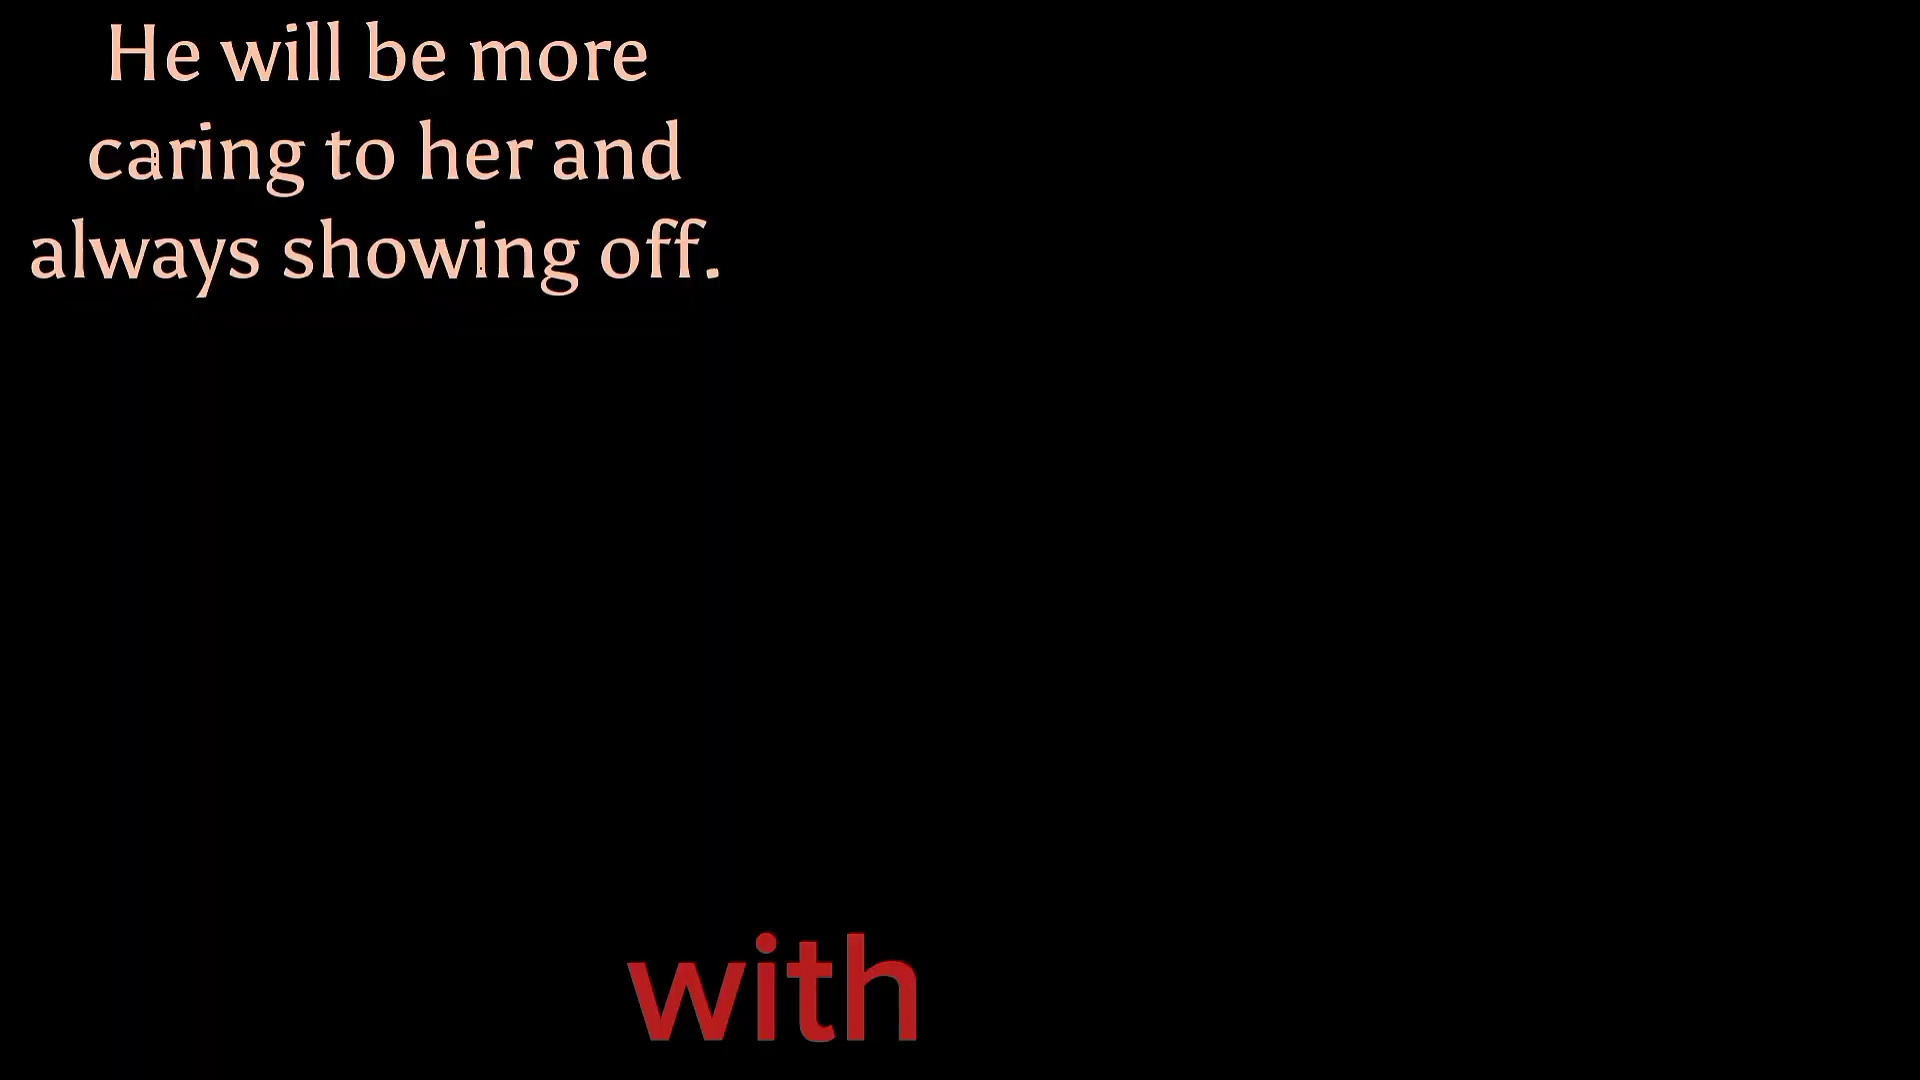 He will be more
caring to her and
always showing off.
with